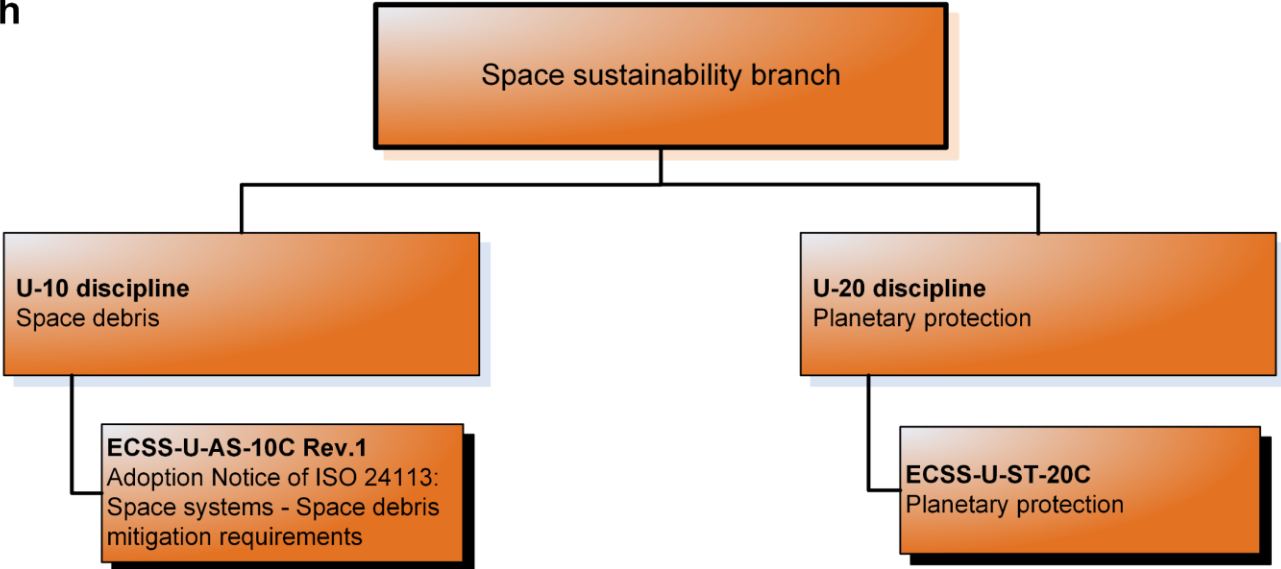 h
Space sustainability branch
U-10 discipline
Space debris
U-20 discipline
Planetary protection
ECSS-U-AS-10C Rev.1
Adoption Notice of ISO 24113:
Space systems - Space debris
mitigation requirements
ECSS-U-ST-20C
Planetary protection